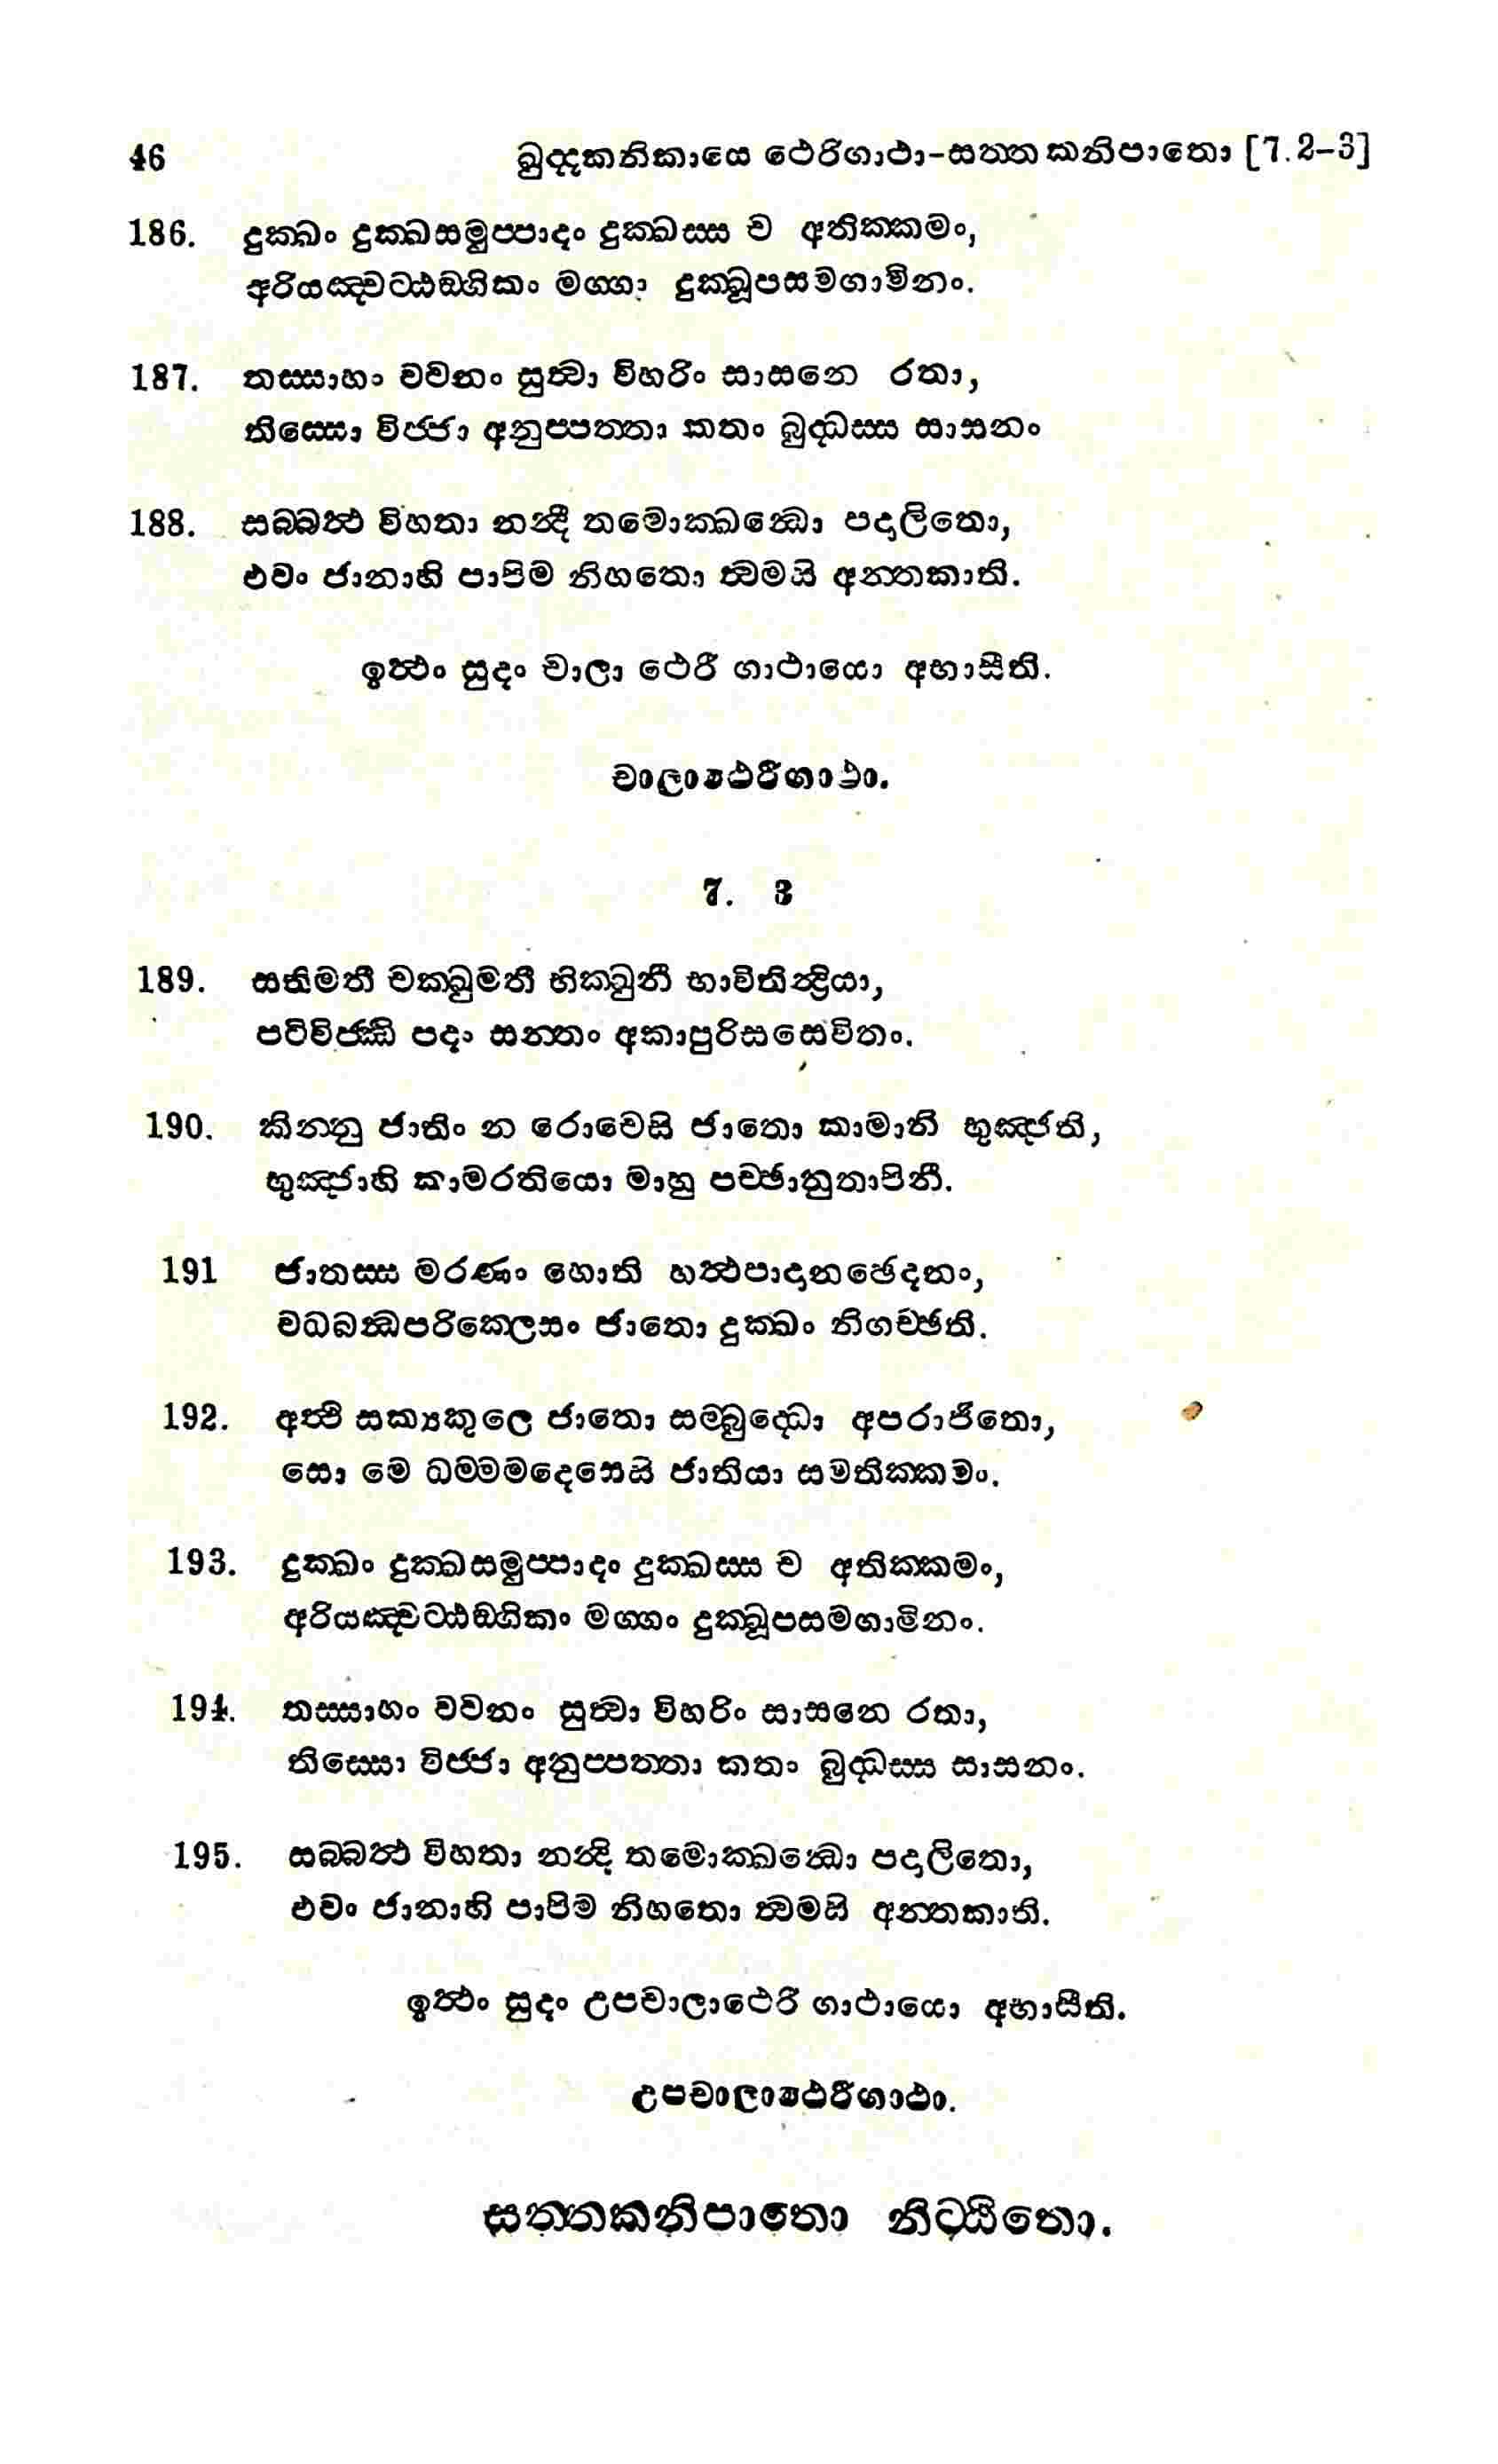 46 ඛුද්දකනිකායෙ ථෙරිගාථා-සත්තකනිපාතො [7.2-3]
186. දුක්ඛං දුක්ඛසමුප්පාදං දුක්ඛස්ස ච අතික්කමං,
අරියඤ්චට්ඨඞ්ගිකං මග්ගං දුක්ඛූපසමගාමිනං.
187. තස්සාහං වචනං සුත්වා විහරිං සාසනෙ රතා,
තිස්සො විජ්ජා අනුප්පත්තා කතං බුද්ධස්ස සාසනං
188. සබ්බත්ථ විහතා නන්දී තමොක්ඛන්ධො පදාලිතො,
එවං ජානාහි පාපිම නිහතො ත්වමසි අන්තකාති.
ඉත්ථං සුදං චාලා ථෙරී ගාථායො අභාසීති.
චාලාථෙරීගාථා.
7. 3
189. සතිමතී චක්ඛුමතී භික්ඛුනී භාවිතින්ද්‍රියා,
පටිවිජ්ඣි පදං සන්තං අකාපුරිසසෙවිතං.
190. කින්නු ජාතිං න රොචෙසි ජාතො කාමානි භුඤ්ජති,
භුඤ්ජාහි කාමරතියො මාහු පච්ඡානුතාපිනී.
191 ජාතස්ස මරණං හොති හත්ථපාදානඡෙදනං,
වධබන්ධපරික්ලෙසං ජාතො දුක්ඛං නිගච්ඡති.
192. අත්ථි සක්‍යකුලෙ ජාතො සම්බුද්ධො අපරාජිතො,
සො මෙ ධම්මමදෙසෙසි ජාතියා සමතික්කමං.
193. දුක්ඛං දුක්ඛසමුප්පාදං දුක්ඛස්ස ච අතික්කමං,
අරියඤ්චට්ඨඞ්ගිකං මග්ගං දුක්ඛූපසමගාමිනං.
194. තස්සාහං වචනං සුත්වා විහරිං සාසනෙ රතා,
තිස්සො විජ්ජා අනුප්පත්තා කතං බුද්ධස්ස සාසනං.
195. සබ්බත්ථ විහතා නන්දි තමොක්ඛන්ධො පදාලිතො,
එවං ජානාහි පාපිම නිහතො ත්වමසි අන්තකාති.
ඉත්ථං සුදං උපචාලාථෙරී ගාථායො අභාසීති.
උපචාලාථෙරීගාථා.
සත්තකනිපාතො නිට්ඨිතො.